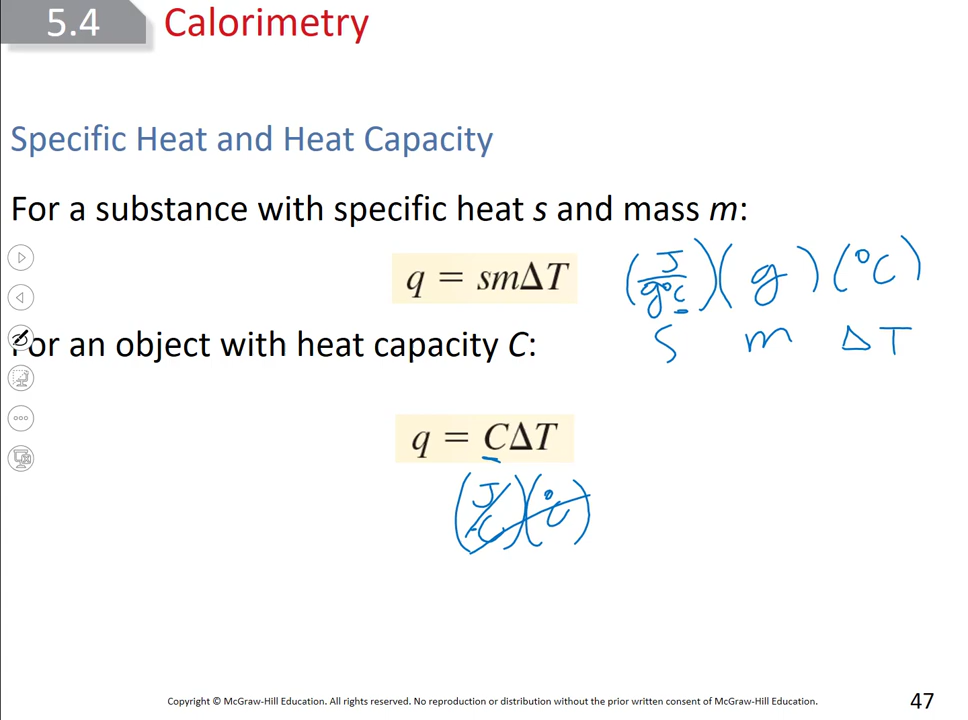 5.4 Calorimetry
Specific Heat and Heat Capacity
For a substance with specific heat s and mass m:
q = smΔT
(J/g°C)(g)(°C)
s m ΔT
For an object with heat capacity C:
q = CΔT
(J/°C)(°C)
Copyright © McGraw-Hill Education. All rights reserved. No reproduction or distribution without the prior written consent of McGraw-Hill Education.
47